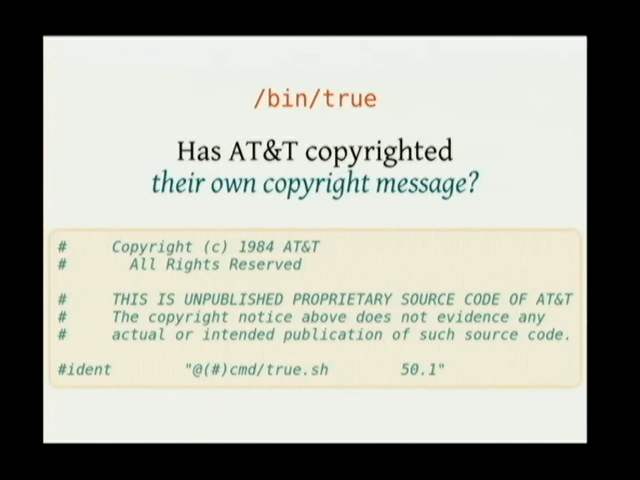 /bin/true
Has AT&T copyrighted
their own copyright message?
# Copyright (c) 1984 AT&T
# All Rights Reserved
# THIS IS UNPUBLISHED PROPRIETARY SOURCE CODE OF AT&T
# The copyright notice above does not evidence any
# actual or intended publication of such source code.
#ident "@(#)cmd/true.sh 50.1"